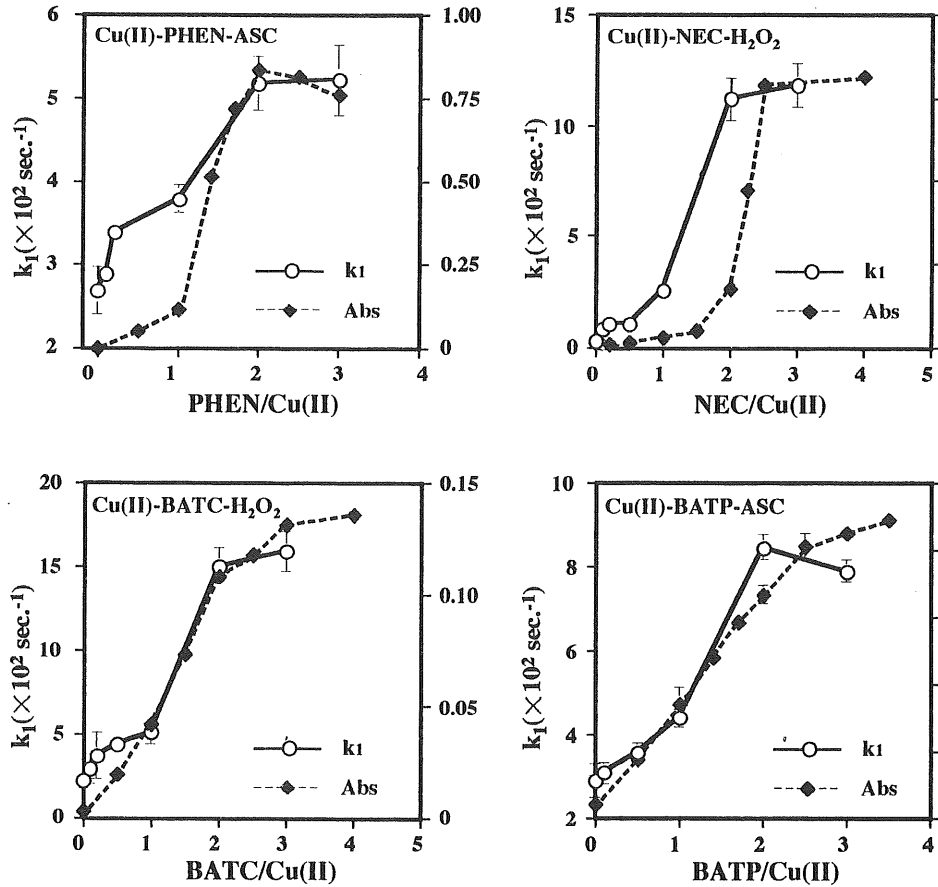 Cu(II)-PHEN-ASC
6
5
4
3
2
k₁(×10² sec.⁻¹)
1.00
0.75
0.50
0.25
0
k1
Abs
0 1 2 3 4
PHEN/Cu(II)
Cu(II)-NEC-H₂O₂
15
10
5
0
k₁(×10² sec.⁻¹)
k1
Abs
0 1 2 3 4 5
NEC/Cu(II)
Cu(II)-BATC-H₂O₂
20
15
10
5
0
k₁(×10² sec.⁻¹)
0.15
0.10
0.05
0
k1
Abs
0 1 2 3 4 5
BATC/Cu(II)
Cu(II)-BATP-ASC
10
8
6
4
2
k₁(×10² sec.⁻¹)
k1
Abs
0 1 2 3 4
BATP/Cu(II)